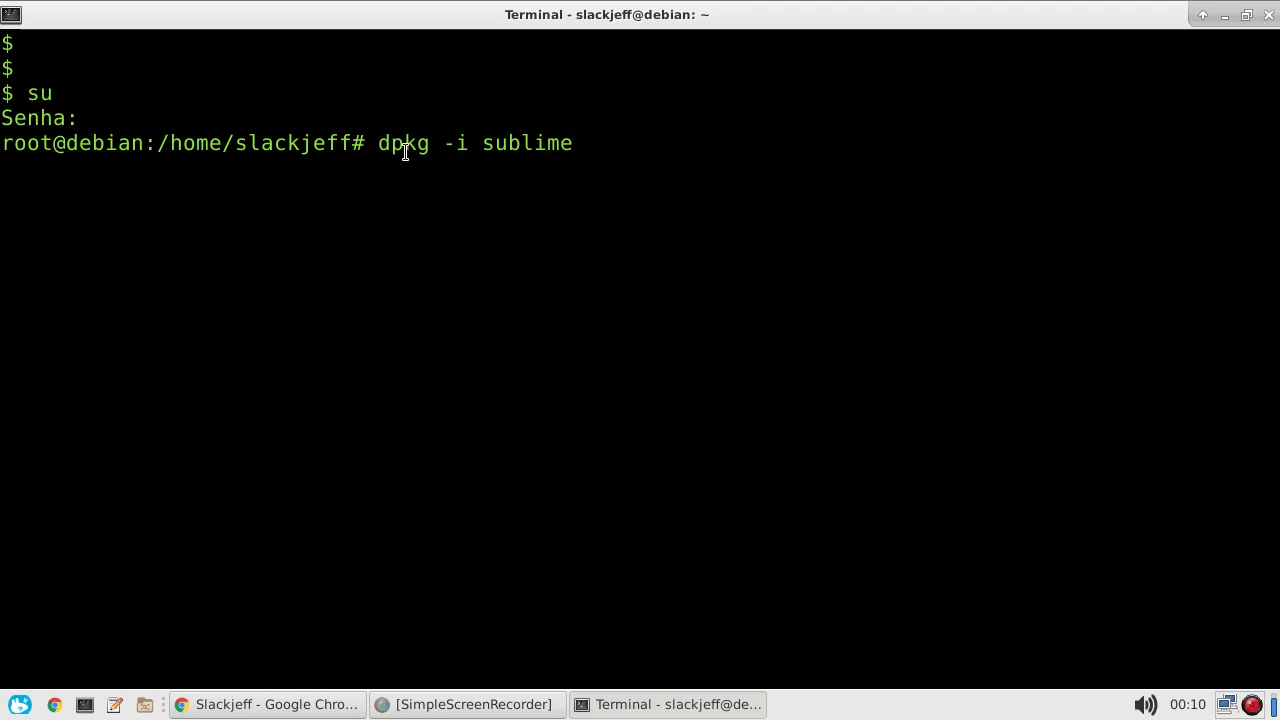 Terminal - slackjeff@debian: ~
$
$
$ su
Senha:
root@debian:/home/slackjeff# dpkg -i sublime
Slackjeff - Google Chro...
[SimpleScreenRecorder]
Terminal - slackjeff@de...
00:10